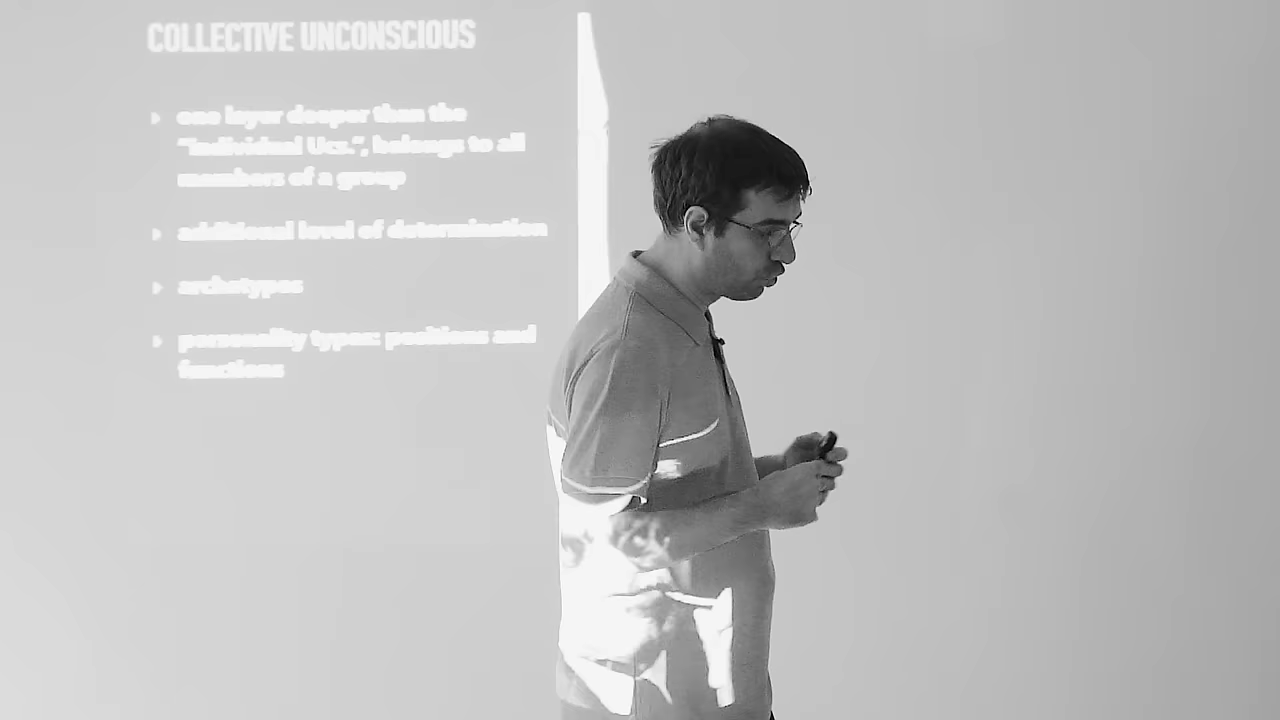 COLLECTIVE UNCONSCIOUS
one layer deeper than the
"Individual Ucs.", belongs to all
members of a group
additional level of determination
archetypes
personality types: positions and
functions